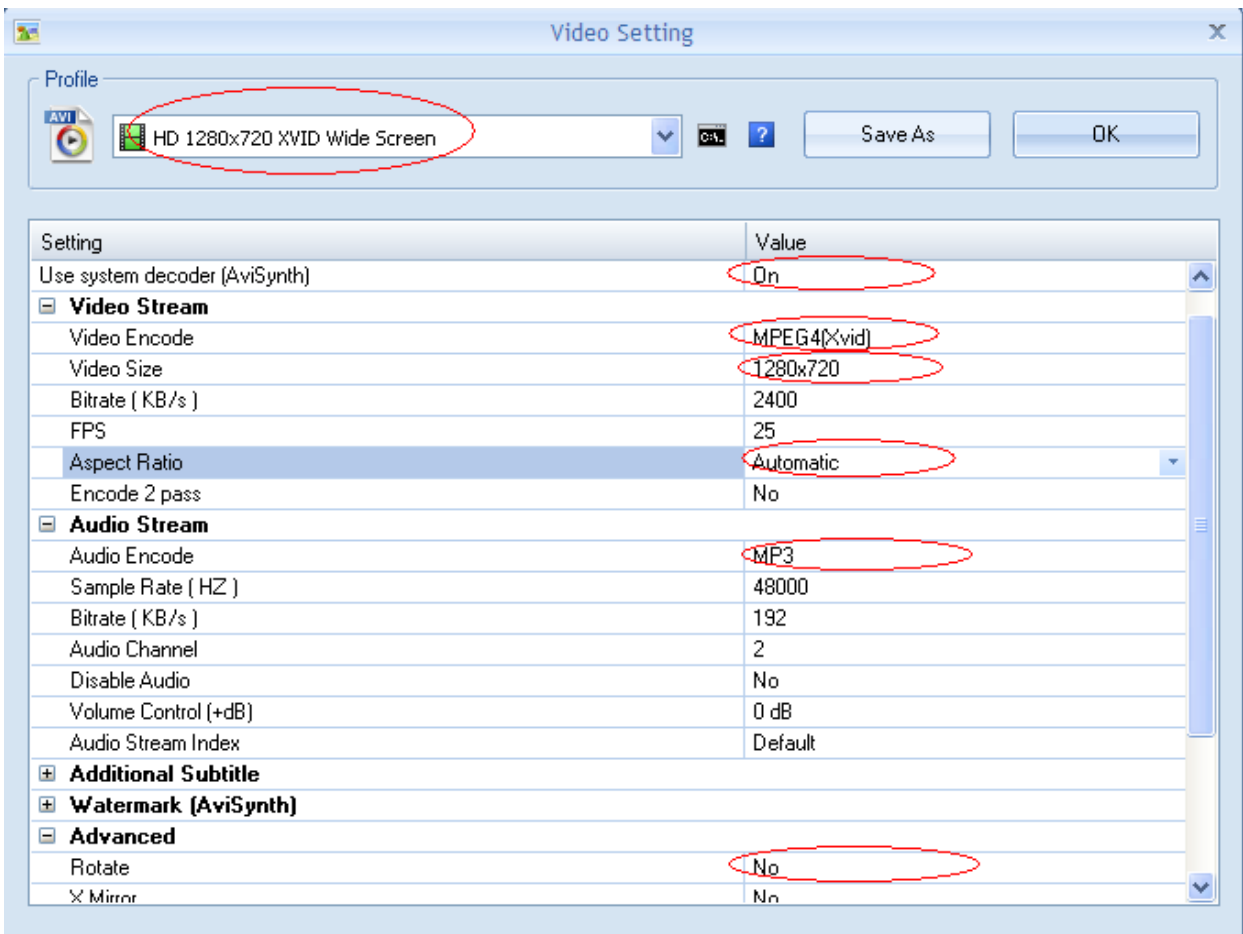 Video Setting
Profile
AVI
HD 1280x720 XVID Wide Screen
C:\.
?
Save As
OK
Setting Value
Use system decoder (AviSynth) On
Video Stream
Video Encode MPEG4(Xvid)
Video Size 1280x720
Bitrate ( KB/s ) 2400
FPS 25
Aspect Ratio Automatic
Encode 2 pass No
Audio Stream
Audio Encode MP3
Sample Rate ( HZ ) 48000
Bitrate ( KB/s ) 192
Audio Channel 2
Disable Audio No
Volume Control (+dB) 0 dB
Audio Stream Index Default
Additional Subtitle
Watermark (AviSynth)
Advanced
Rotate No
X Mirror No